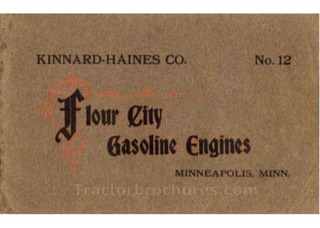 KINNARD-HAINES CO. No. 12
Flour City
Gasoline Engines
MINNEAPOLIS, MINN.
Tractorbrochures.com